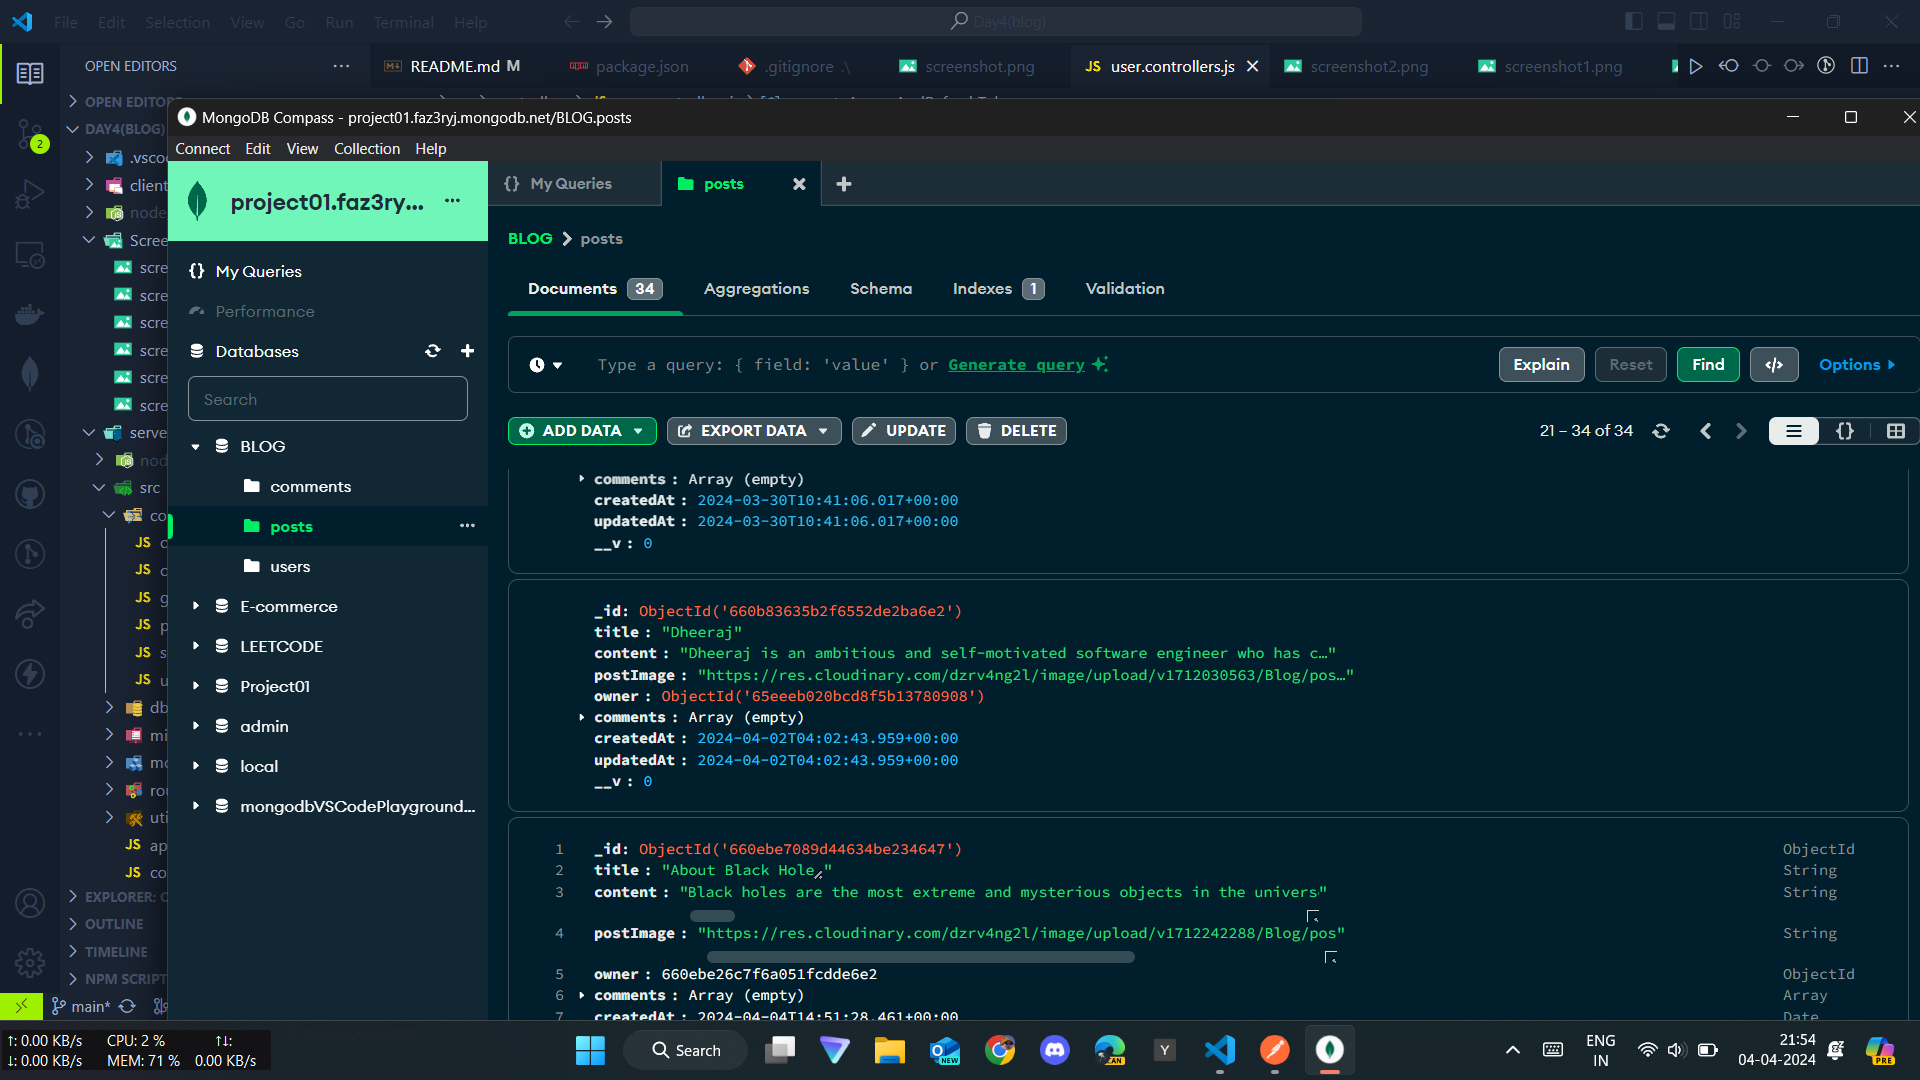 File Edit Selection View Go Run Terminal Help
Day4(blog)
OPEN EDITORS
README.md M
package.json
.gitignore .\
screenshot.png
JS user.controllers.js
screenshot2.png
screenshot1.png
OPEN EDITOR
DAY4(BLOG)
.vsco
client
node
Scree
scre
scre
scre
scre
scre
scre
serve
nod
src
co
JS
JS
JS g
JS p
JS s
JS u
db
mi
mo
rou
uti
JS ap
JS co
EXPLORER: C
OUTLINE
TIMELINE
NPM SCRIPT
2
main*
MongoDB Compass - project01.faz3ryj.mongodb.net/BLOG.posts
Connect Edit View Collection Help
project01.faz3ry...
{} My Queries
Performance
Databases
Search
BLOG
comments
posts
users
E-commerce
LEETCODE
Project01
admin
local
mongodbVSCodePlayground...
{} My Queries
posts
BLOG > posts
Documents 34 Aggregations Schema Indexes 1 Validation
Type a query: { field: 'value' } or Generate query
Explain Reset Find </> Options
ADD DATA EXPORT DATA UPDATE DELETE
21 – 34 of 34
{}
comments : Array (empty)
createdAt : 2024-03-30T10:41:06.017+00:00
updatedAt : 2024-03-30T10:41:06.017+00:00
__v : 0
_id: ObjectId('660b83635b2f6552de2ba6e2')
title : "Dheeraj"
content : "Dheeraj is an ambitious and self-motivated software engineer who has c…"
postImage : "https://res.cloudinary.com/dzrv4ng2l/image/upload/v1712030563/Blog/pos…"
owner : ObjectId('65eeeb020bcd8f5b13780908')
comments : Array (empty)
createdAt : 2024-04-02T04:02:43.959+00:00
updatedAt : 2024-04-02T04:02:43.959+00:00
__v : 0
1 _id: ObjectId('660ebe7089d44634be234647') ObjectId
2 title : "About Black Hole " String
3 content : "Black holes are the most extreme and mysterious objects in the univers" String
4 postImage : "https://res.cloudinary.com/dzrv4ng2l/image/upload/v1712242288/Blog/pos" String
5 owner : 660ebe26c7f6a051fcdde6e2 ObjectId
6 comments : Array (empty) Array
7 createdAt : 2024-04-04T14:51:28.461+00:00 Date
↑: 0.00 KB/s CPU: 2 % ↑↓:
↓: 0.00 KB/s MEM: 71 % 0.00 KB/s
Search
NEW
CAN
Y
ENG
IN
21:54
04-04-2024
PRE